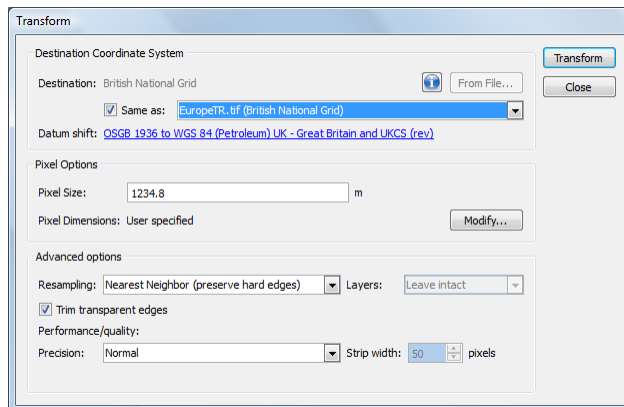 Transform
Destination Coordinate System
Destination: British National Grid From File...
Same as: EuropeTR.tif (British National Grid)
Datum shift: OSGB 1936 to WGS 84 (Petroleum) UK - Great Britain and UKCS (rev)
Transform
Close
Pixel Options
Pixel Size: 1234.8 m
Pixel Dimensions: User specified Modify...
Advanced options
Resampling: Nearest Neighbor (preserve hard edges) Layers: Leave intact
Trim transparent edges
Performance/quality:
Precision: Normal Strip width: 50 pixels